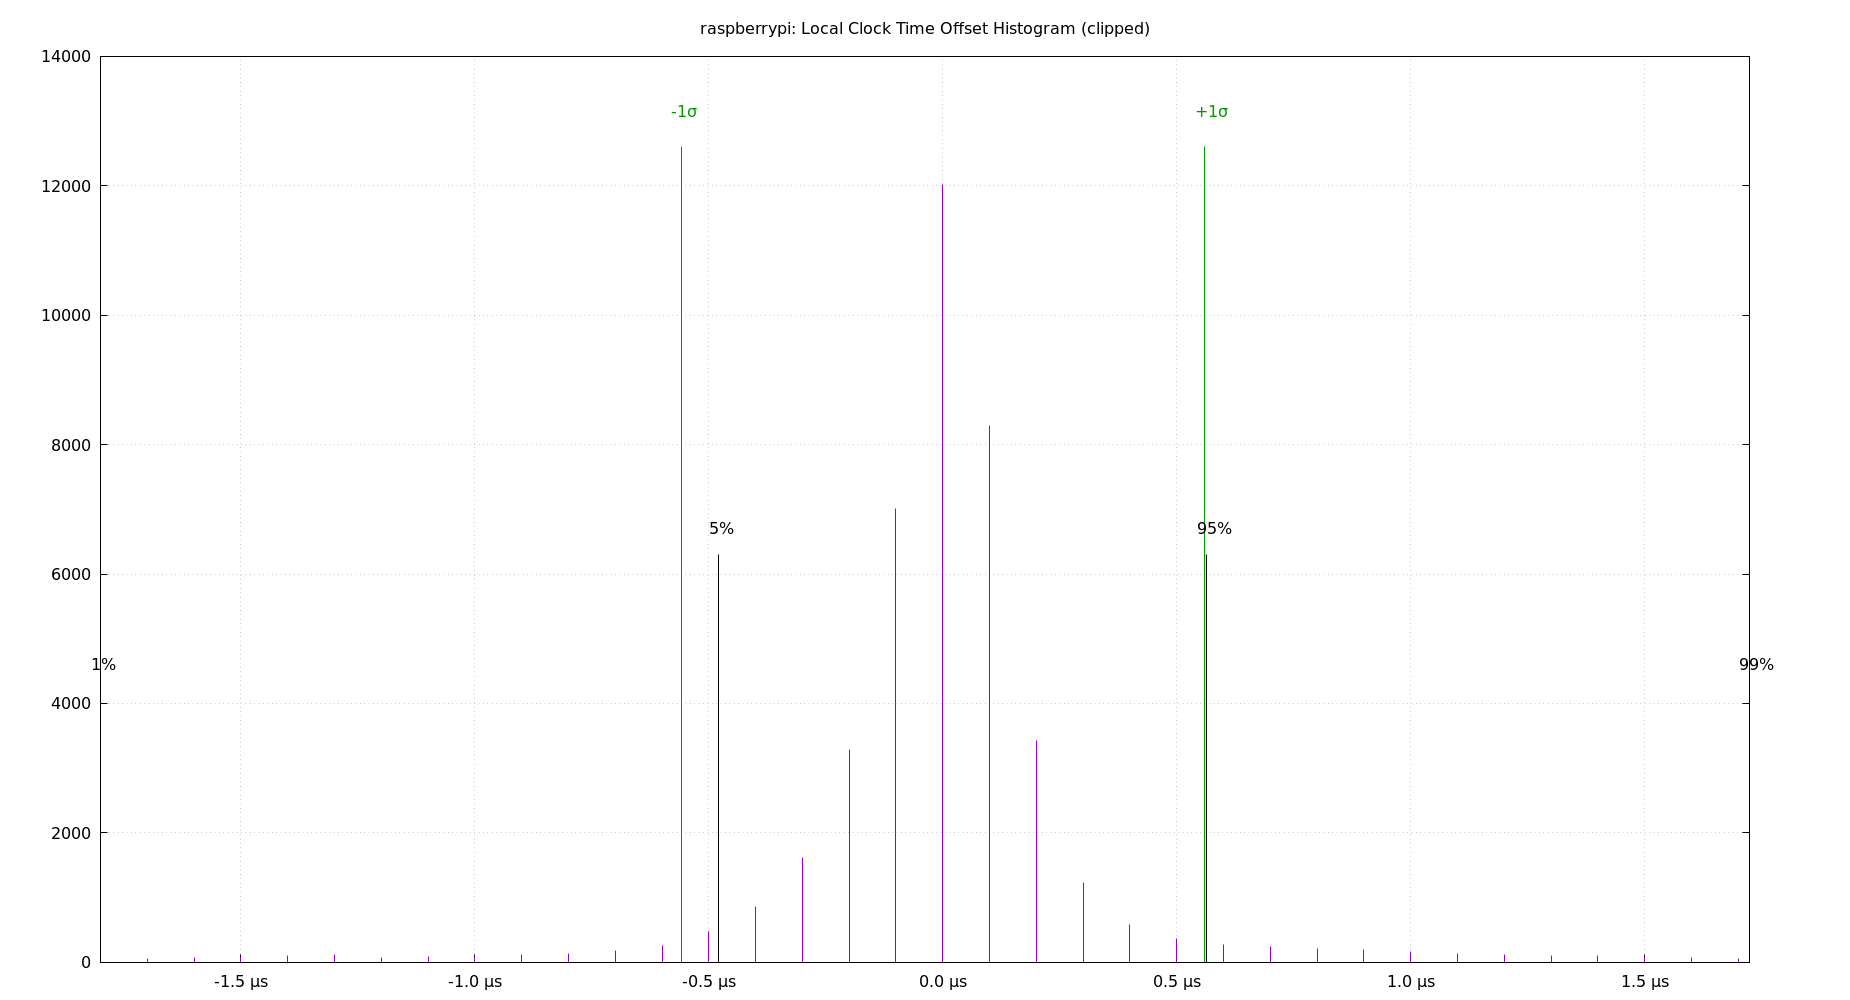 raspberrypi: Local Clock Time Offset Histogram (clipped)
14000
-1σ
+1σ
12000
10000
8000
5%
95%
6000
1%
99%
4000
2000
0
-1.5 µs
-1.0 µs
-0.5 µs
0.0 µs
0.5 µs
1.0 µs
1.5 µs